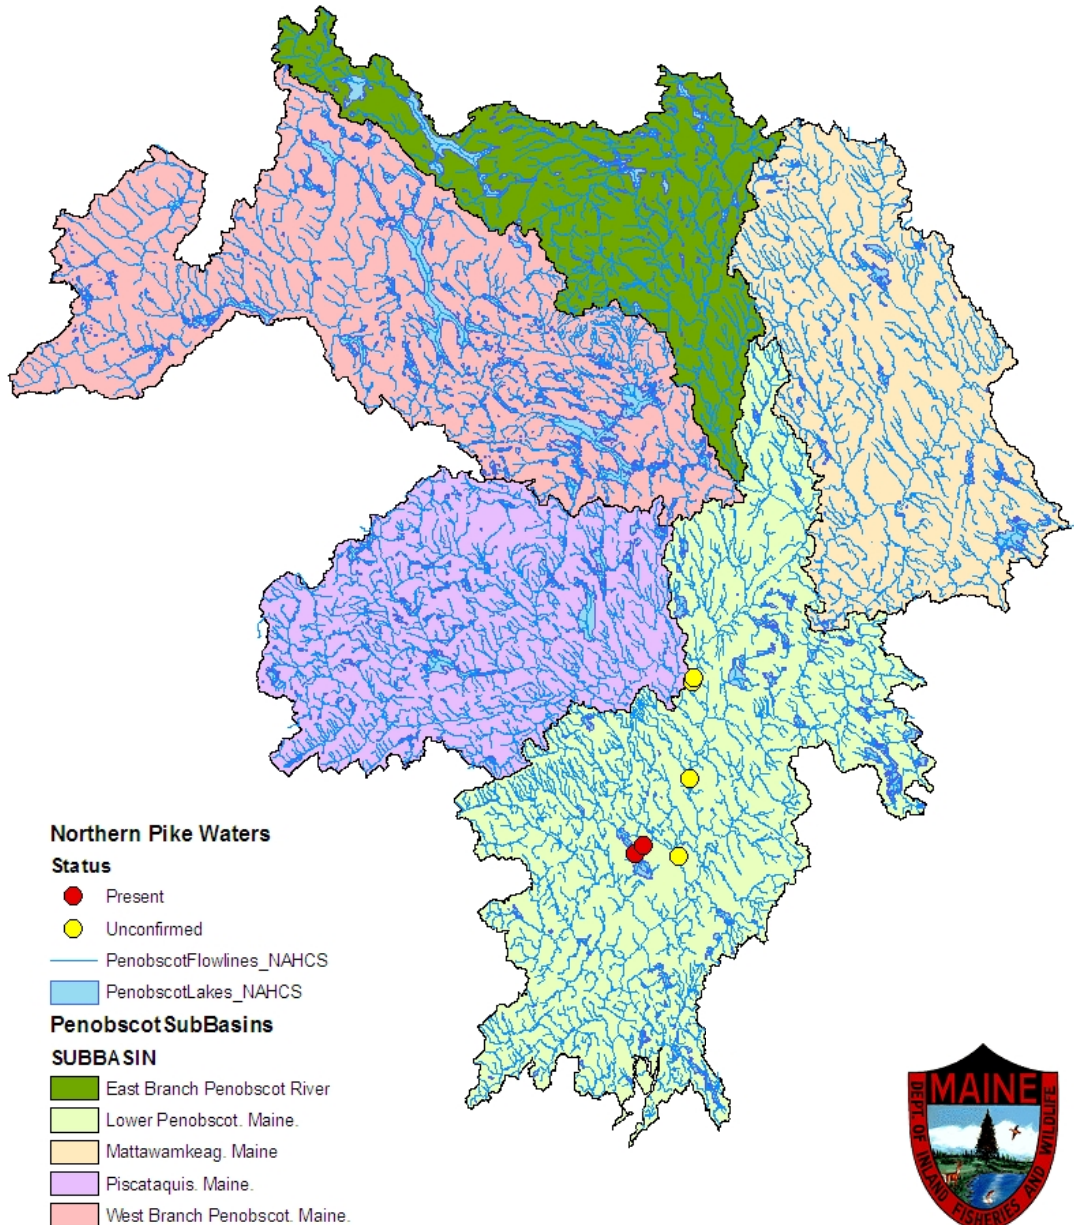 Northern Pike Waters
Status
Present
Unconfirmed
PenobscotFlowlines_NAHCS
PenobscotLakes_NAHCS
PenobscotSubBasins
SUBBASIN
East Branch Penobscot River
Lower Penobscot. Maine.
Mattawamkeag. Maine
Piscataquis. Maine.
West Branch Penobscot. Maine.
MAINE
DEPT. OF INLAND FISHERIES AND WILDLIFE